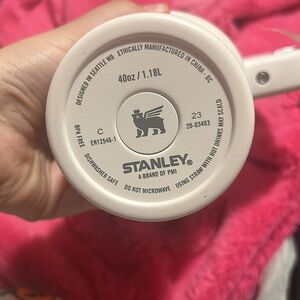 DESIGNED IN SEATTLE WA ETHICALLY MANUFACTURED IN CHINA - BC
40oz / 1.18L
BPA FREE
C
EN12546-1
23
20-03403
STANLEY®
A BRAND OF PMI
DISHWASHER SAFE DO NOT MICROWAVE USING STRAW WITH HOT DRINKS MAY SCALD